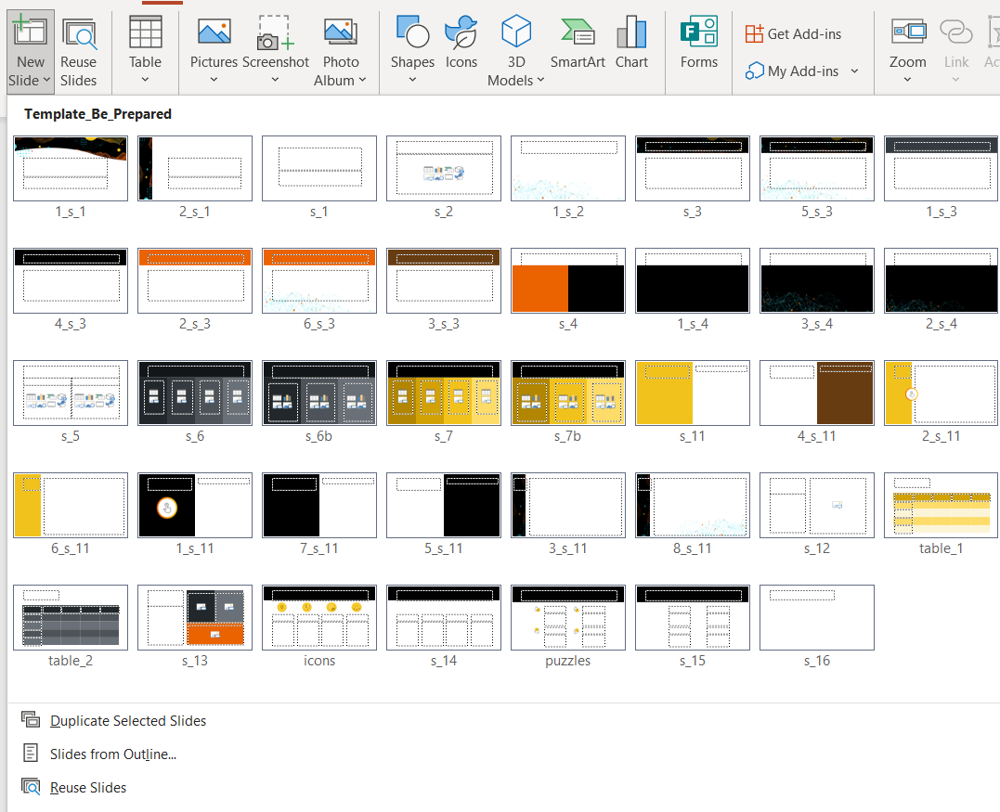 New Slide
Reuse Slides
Table
Pictures
Screenshot
Photo Album
Shapes
Icons
3D Models
SmartArt
Chart
Forms
Get Add-ins
My Add-ins
Zoom
Link
Template_Be_Prepared
1_s_1 2_s_1 s_1 s_2 1_s_2 s_3 5_s_3 1_s_3
4_s_3 2_s_3 6_s_3 3_s_3 s_4 1_s_4 3_s_4 2_s_4
s_5 s_6 s_6b s_7 s_7b s_11 4_s_11 2_s_11
6_s_11 1_s_11 7_s_11 5_s_11 3_s_11 8_s_11 s_12 table_1
table_2 s_13 icons s_14 puzzles s_15 s_16
Duplicate Selected Slides
Slides from Outline...
Reuse Slides